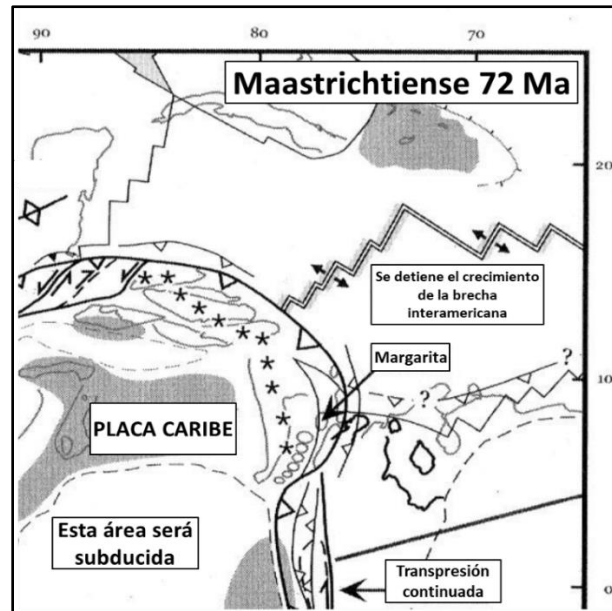 90 80 70
Maastrichtiense 72 Ma
20
Se detiene el crecimiento
de la brecha
interamericana
Margarita
?
10
?
PLACA CARIBE
Esta área será
subducida
Transpresión
continuada
0